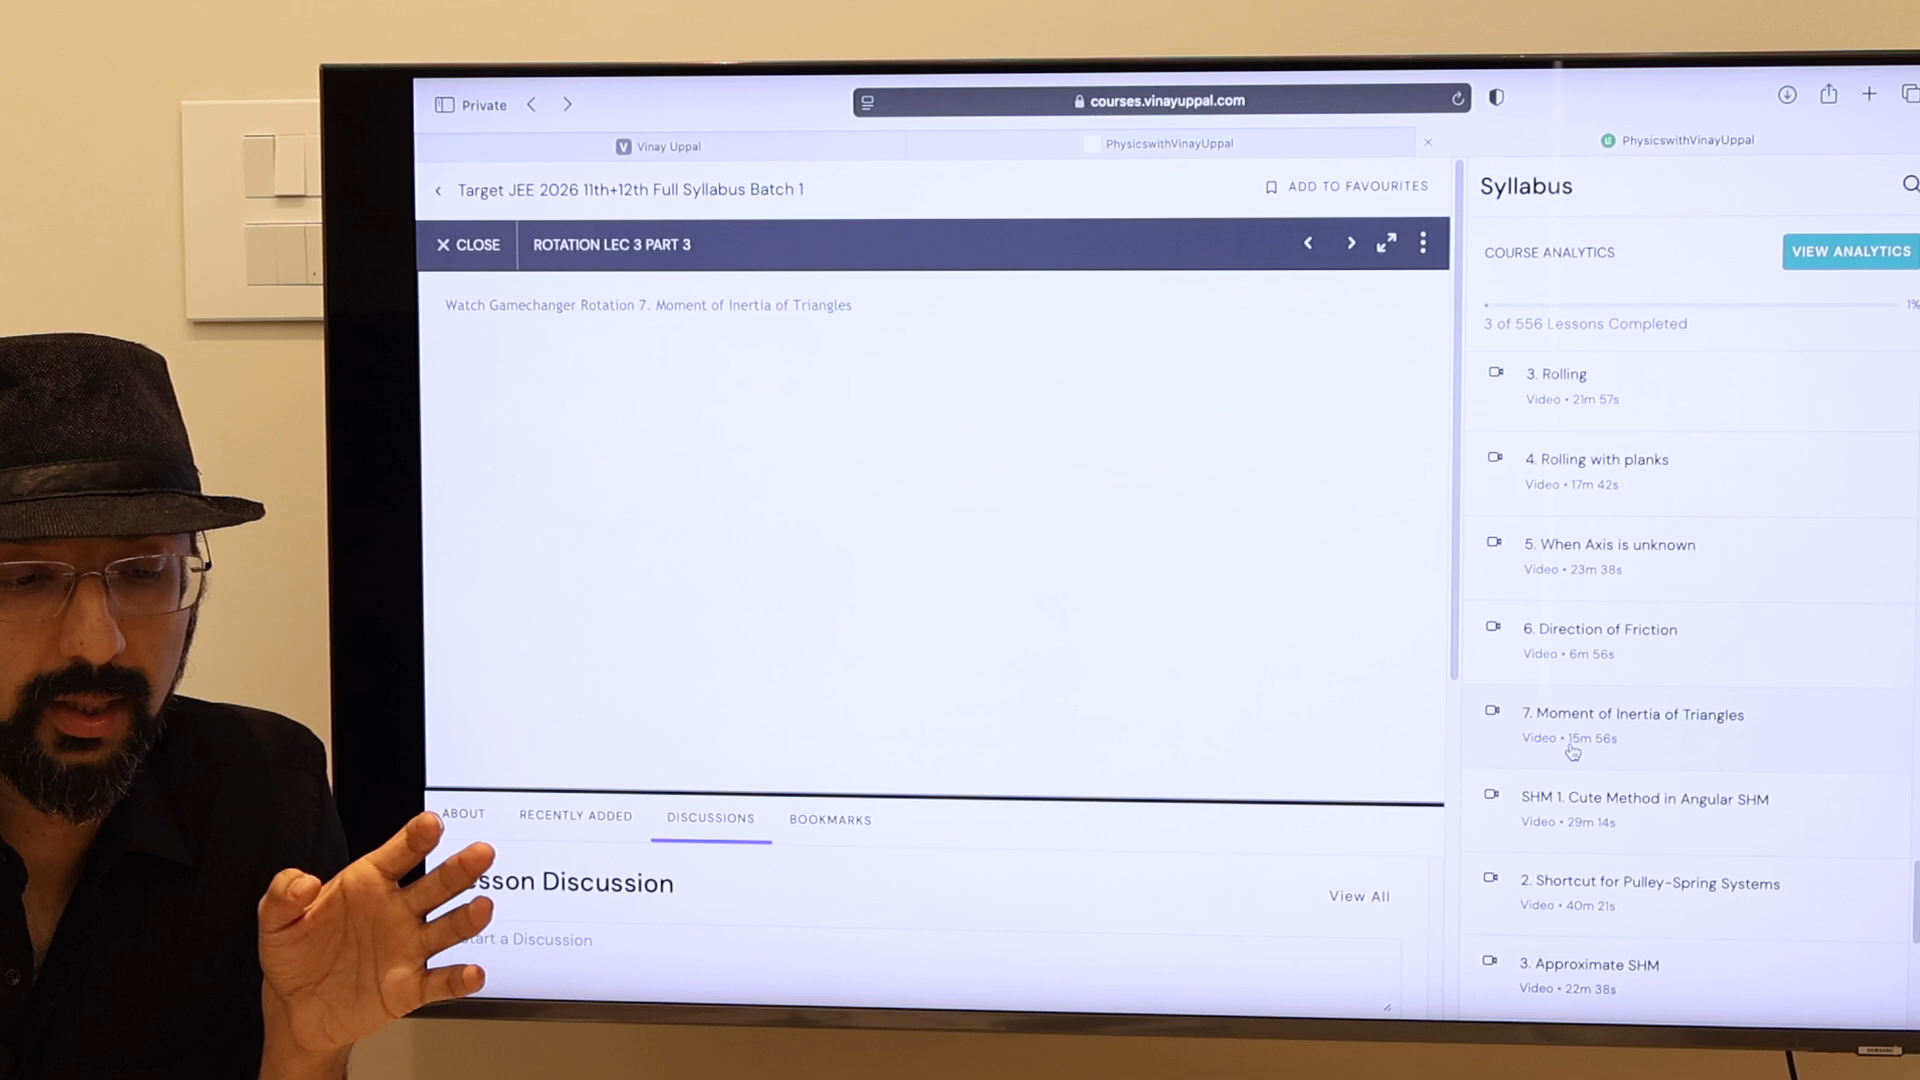 Private
courses.vinayuppal.com
Vinay Uppal
PhysicswithVinayUppal
PhysicswithVinayUppal
Target JEE 2026 11th+12th Full Syllabus Batch 1
ADD TO FAVOURITES
CLOSE
ROTATION LEC 3 PART 3
Watch Gamechanger Rotation 7. Moment of Inertia of Triangles
ABOUT
RECENTLY ADDED
DISCUSSIONS
BOOKMARKS
sson Discussion
View All
tart a Discussion
Syllabus
COURSE ANALYTICS
VIEW ANALYTICS
1%
3 of 556 Lessons Completed
3. Rolling
Video • 21m 57s
4. Rolling with planks
Video • 17m 42s
5. When Axis is unknown
Video • 23m 38s
6. Direction of Friction
Video • 6m 56s
7. Moment of Inertia of Triangles
Video • 15m 56s
SHM 1. Cute Method in Angular SHM
Video • 29m 14s
2. Shortcut for Pulley-Spring Systems
Video • 40m 21s
3. Approximate SHM
Video • 22m 38s
SAMSUNG